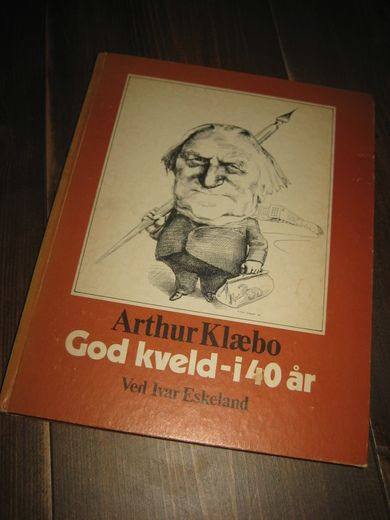 Arthur Klæbo
God kveld - i 40 år
Ved Ivar Eskeland